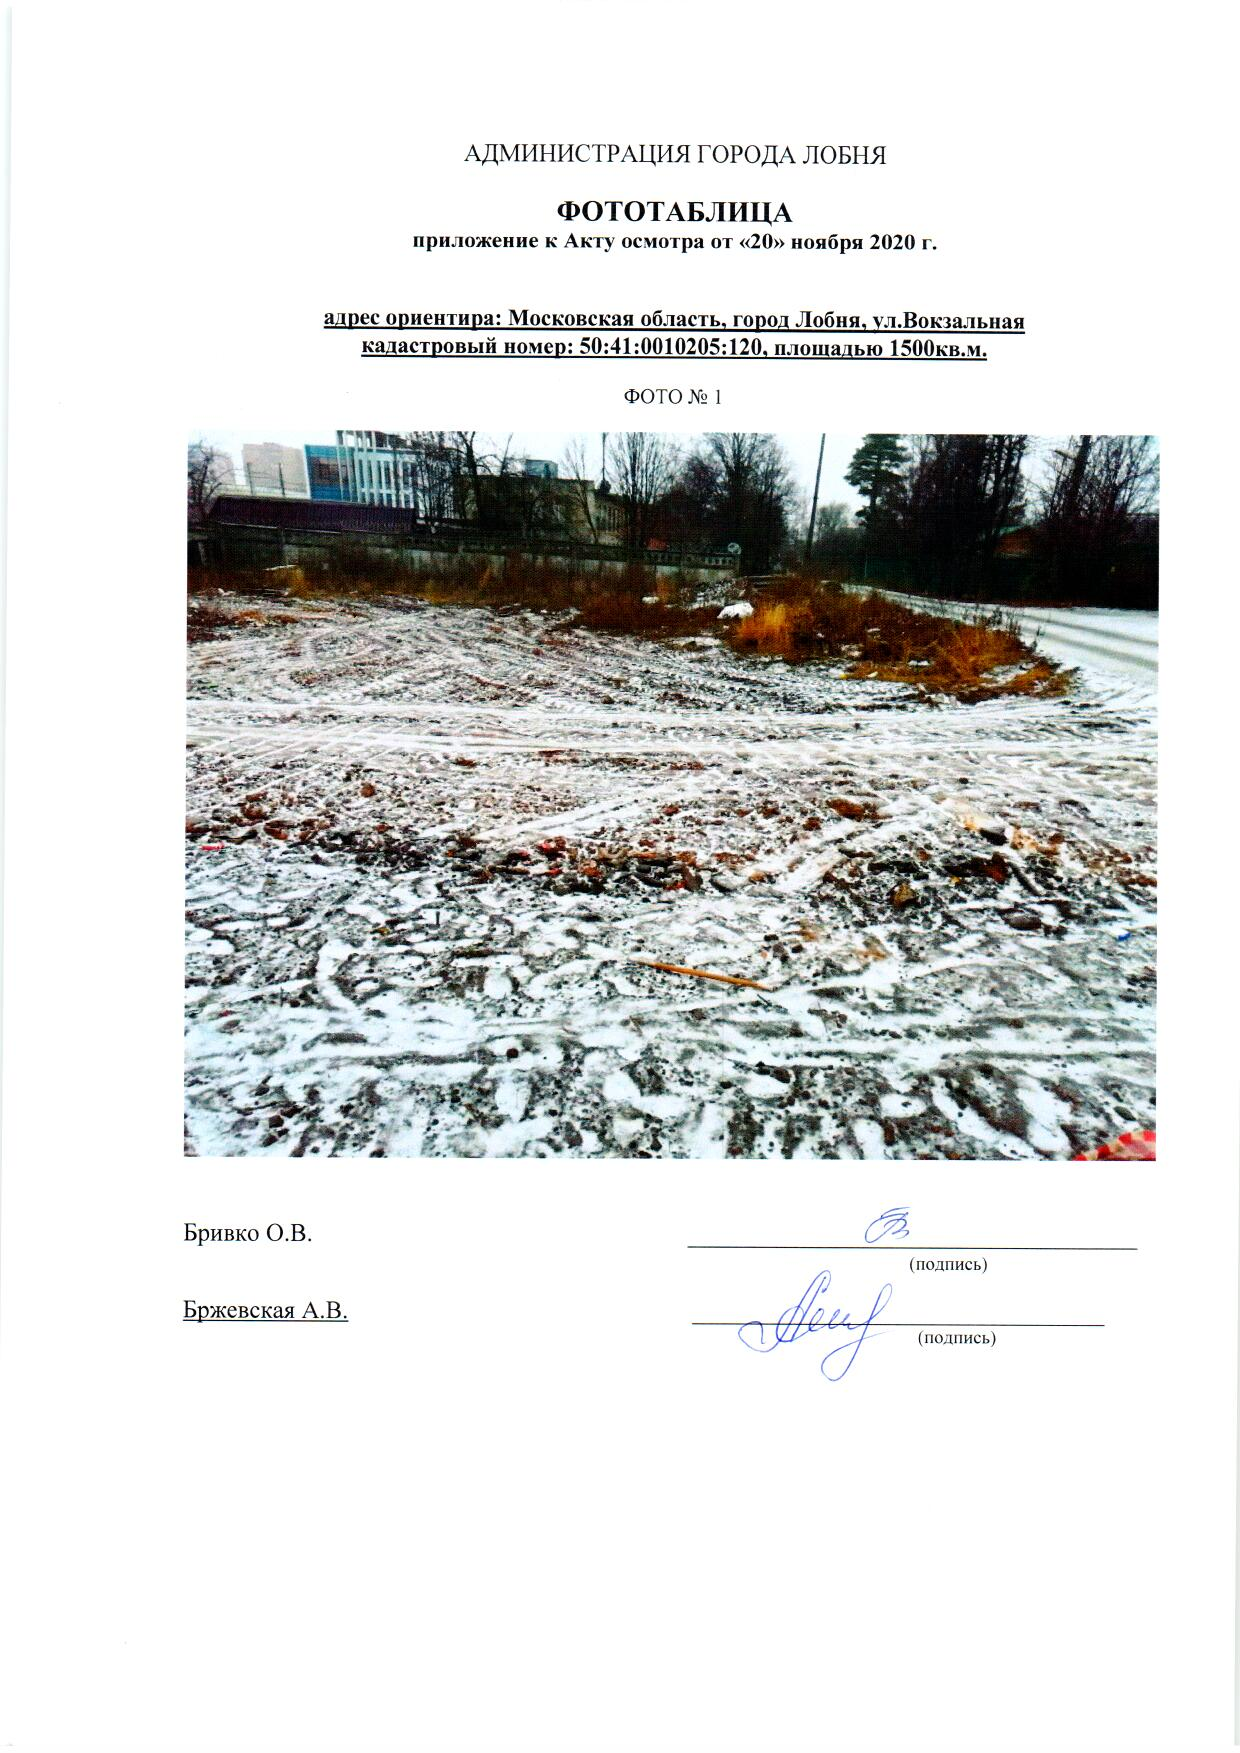 АДМИНИСТРАЦИЯ ГОРОДА ЛОБНЯ
ФОТОТАБЛИЦА
приложение к Акту осмотра от «20» ноября 2020 г.
адрес ориентира: Московская область, город Лобня, ул.Вокзальная
кадастровый номер: 50:41:0010205:120, площадью 1500кв.м.
ФОТО № 1
Бривко О.В.
(подпись)
Бржевская А.В.
(подпись)